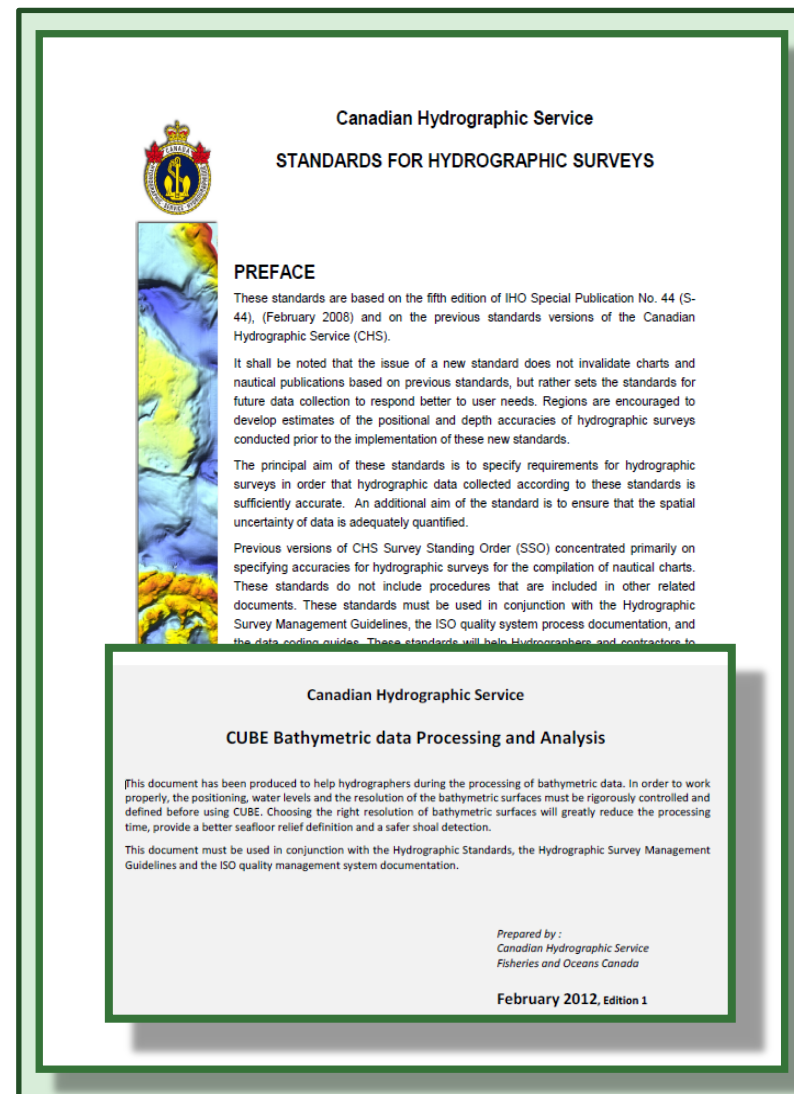 Canadian Hydrographic Service
STANDARDS FOR HYDROGRAPHIC SURVEYS
CANADA
PREFACE
These standards are based on the fifth edition of IHO Special Publication No. 44 (S-
44), (February 2008) and on the previous standards versions of the Canadian
Hydrographic Service (CHS).
It shall be noted that the issue of a new standard does not invalidate charts and
nautical publications based on previous standards, but rather sets the standards for
future data collection to respond better to user needs. Regions are encouraged to
develop estimates of the positional and depth accuracies of hydrographic surveys
conducted prior to the implementation of these new standards.
The principal aim of these standards is to specify requirements for hydrographic
surveys in order that hydrographic data collected according to these standards is
sufficiently accurate. An additional aim of the standard is to ensure that the spatial
uncertainty of data is adequately quantified.
Previous versions of CHS Survey Standing Order (SSO) concentrated primarily on
specifying accuracies for hydrographic surveys for the compilation of nautical charts.
These standards do not include procedures that are included in other related
documents. These standards must be used in conjunction with the Hydrographic
Survey Management Guidelines, the ISO quality system process documentation, and
the data coding guides. These standards will help Hydrographers and contractors to
Canadian Hydrographic Service
CUBE Bathymetric data Processing and Analysis
This document has been produced to help hydrographers during the processing of bathymetric data. In order to work
properly, the positioning, water levels and the resolution of the bathymetric surfaces must be rigorously controlled and
defined before using CUBE. Choosing the right resolution of bathymetric surfaces will greatly reduce the processing
time, provide a better seafloor relief definition and a safer shoal detection.
This document must be used in conjunction with the Hydrographic Standards, the Hydrographic Survey Management
Guidelines and the ISO quality management system documentation.
Prepared by :
Canadian Hydrographic Service
Fisheries and Oceans Canada
February 2012, Edition 1